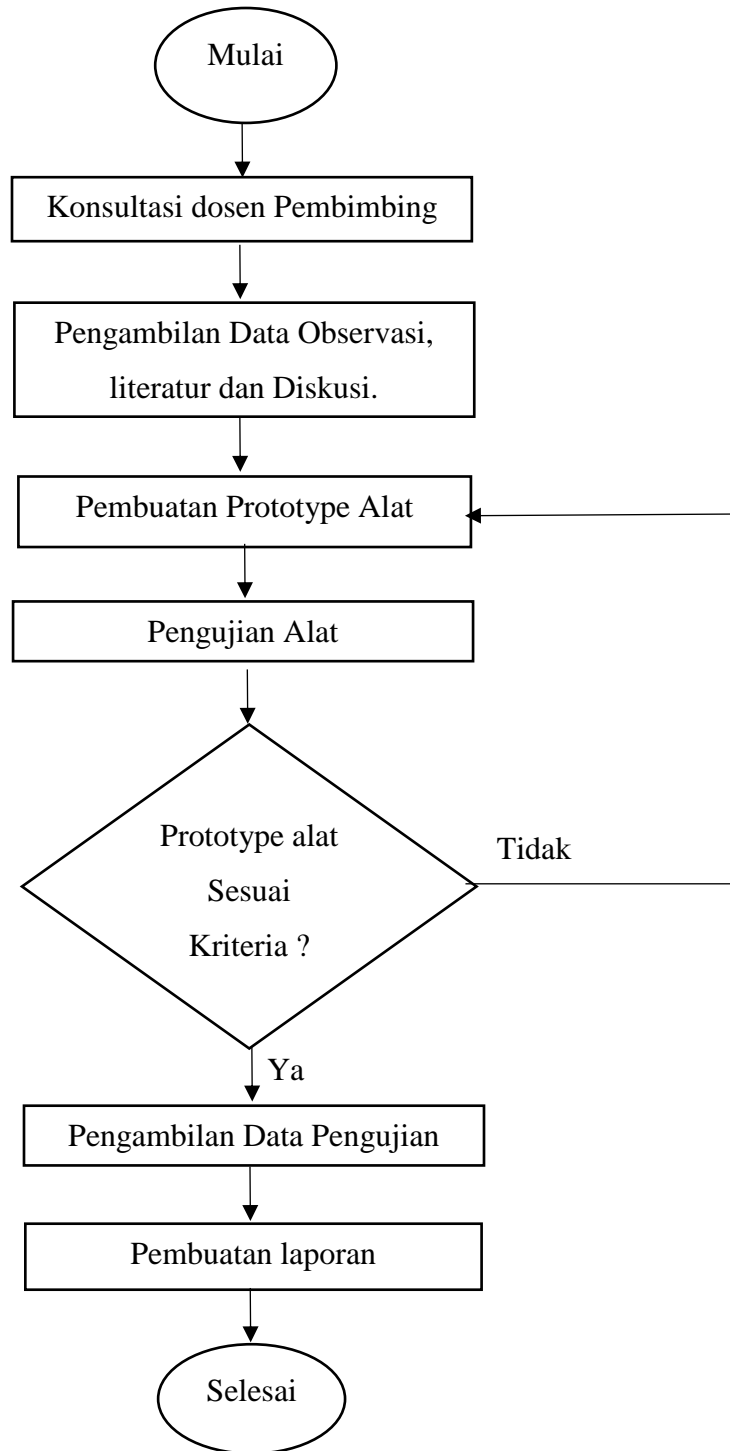 Mulai
Konsultasi dosen Pembimbing
Pengambilan Data Observasi,
literatur dan Diskusi.
Pembuatan Prototype Alat
Pengujian Alat
Prototype alat
Sesuai
Kriteria ?
Tidak
Ya
Pengambilan Data Pengujian
Pembuatan laporan
Selesai